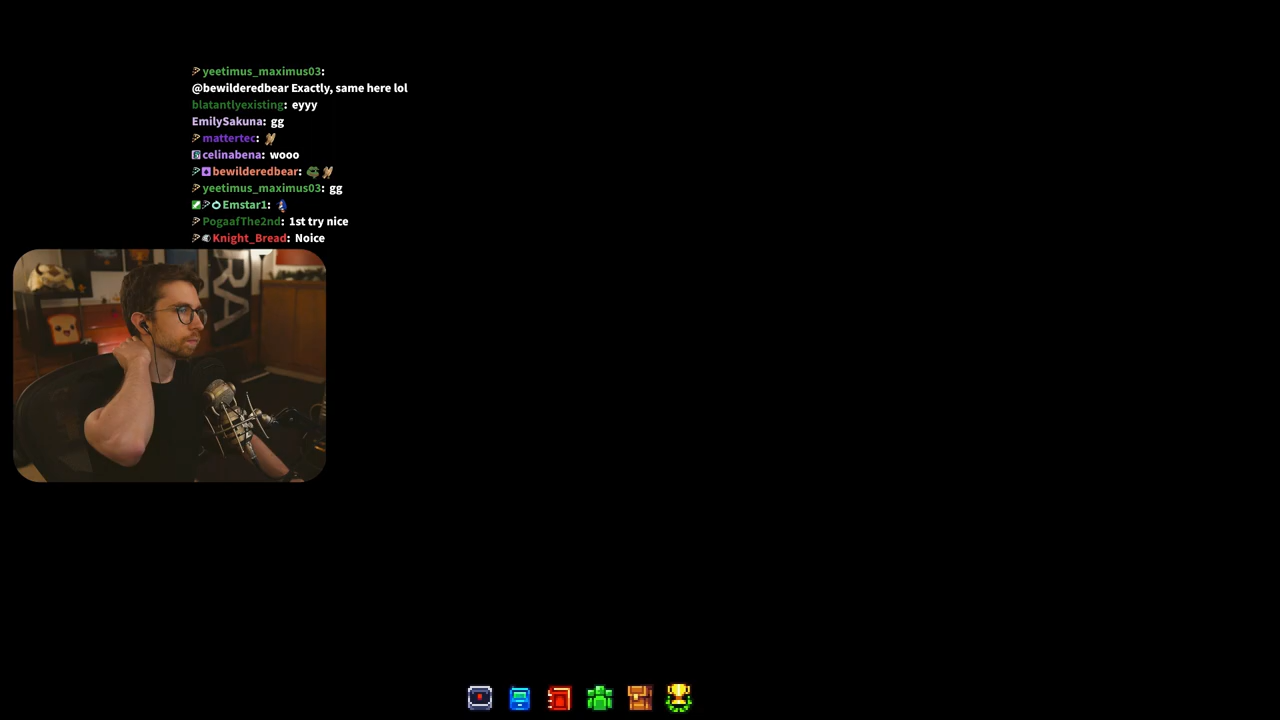 yeetimus_maximus03:
@bewilderedbear Exactly, same here lol
blatantlyexisting: eyyy
EmilySakuna: gg
mattertec:
celinabena: wooo
bewilderedbear:
yeetimus_maximus03: gg
Emstar1:
PogaafThe2nd: 1st try nice
Knight_Bread: Noice
RA